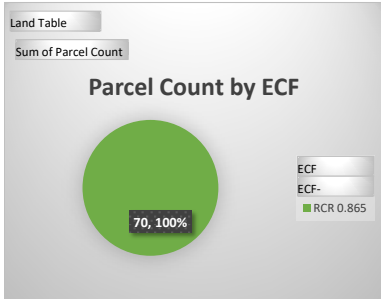 Land Table
Sum of Parcel Count
Parcel Count by ECF
70, 100%
ECF
ECF-
RCR 0.865